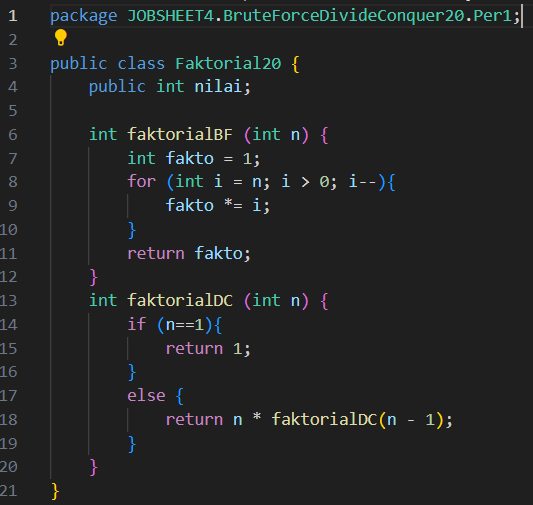 1 package JOBSHEET4.BruteForceDivideConquer20.Per1;
2
3 public class Faktorial20 {
4     public int nilai;
5
6     int faktorialBF (int n) {
7         int fakto = 1;
8         for (int i = n; i > 0; i--){
9             fakto *= i;
10         }
11         return fakto;
12     }
13     int faktorialDC (int n) {
14         if (n==1){
15             return 1;
16         }
17         else {
18             return n * faktorialDC(n - 1);
19         }
20     }
21 }